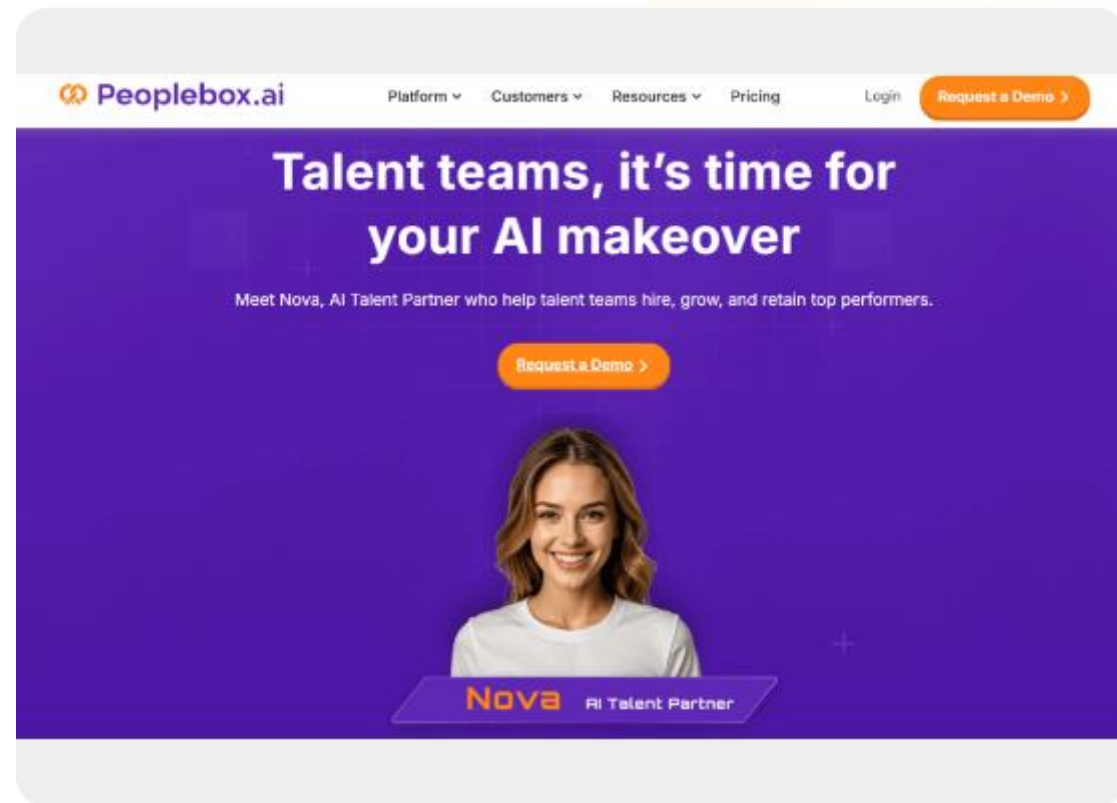 Peoplebox.ai
Platform
Customers
Resources
Pricing
Login
Request a Demo >
Talent teams, it's time for
your AI makeover
Meet Nova, AI Talent Partner who help talent teams hire, grow, and retain top performers.
Request a Demo >
Nova AI Talent Partner